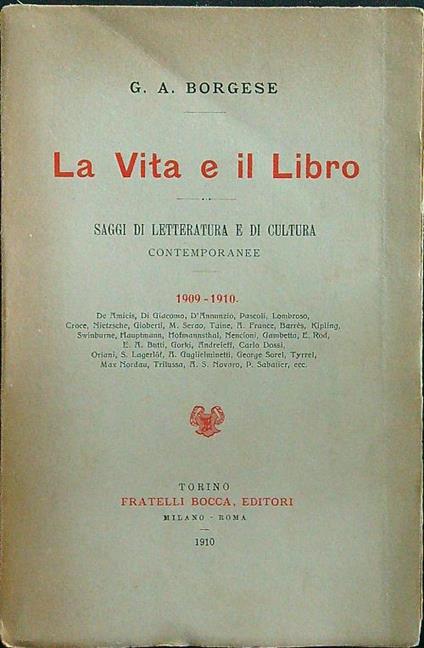 G. A. BORGESE
La Vita e il Libro
SAGGI DI LETTERATURA E DI CULTURA
CONTEMPORANEE
1909-1910.
De Amicis, Di Giacomo, D'Annunzio, Pascoli, Lombroso,
Croce, Nietzsche, Gioberti, M. Serao, Taine, A. France, Barrès, Kipling,
Swinburne, Hauptmann, Hofmannsthal, Nencioni, Gambetta, E. Rod,
E. A. Butti, Gorki, Andreieff, Carlo Dossi,
Oriani, S. Lagerlöf, A. Guglielminetti, George Sorel, Tyrrel,
Max Nordau, Trilussa, A. S. Novaro, P. Sabatier, ecc.
TORINO
FRATELLI BOCCA, EDITORI
MILANO - ROMA
1910